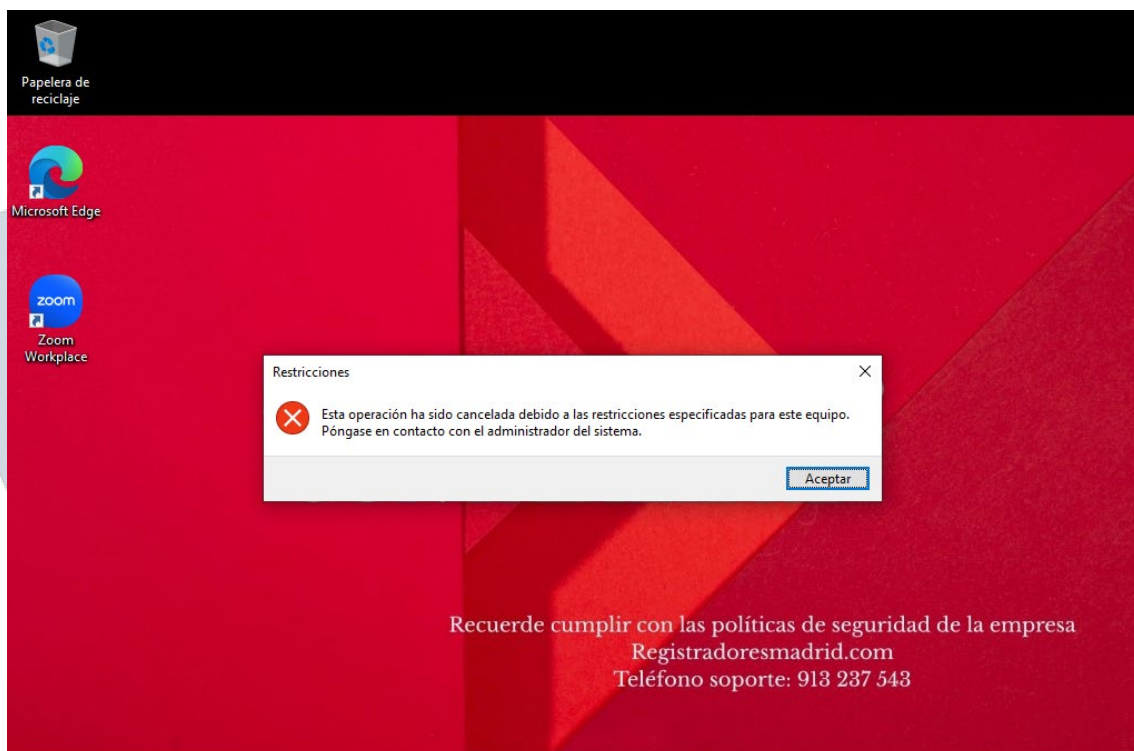 Papelera de
reciclaje
Microsoft Edge
zoom
Zoom
Workplace
Restricciones
Esta operación ha sido cancelada debido a las restricciones especificadas para este equipo.
Póngase en contacto con el administrador del sistema.
Aceptar
Recuerde cumplir con las políticas de seguridad de la empresa
Registradoresmadrid.com
Teléfono soporte: 913 237 543